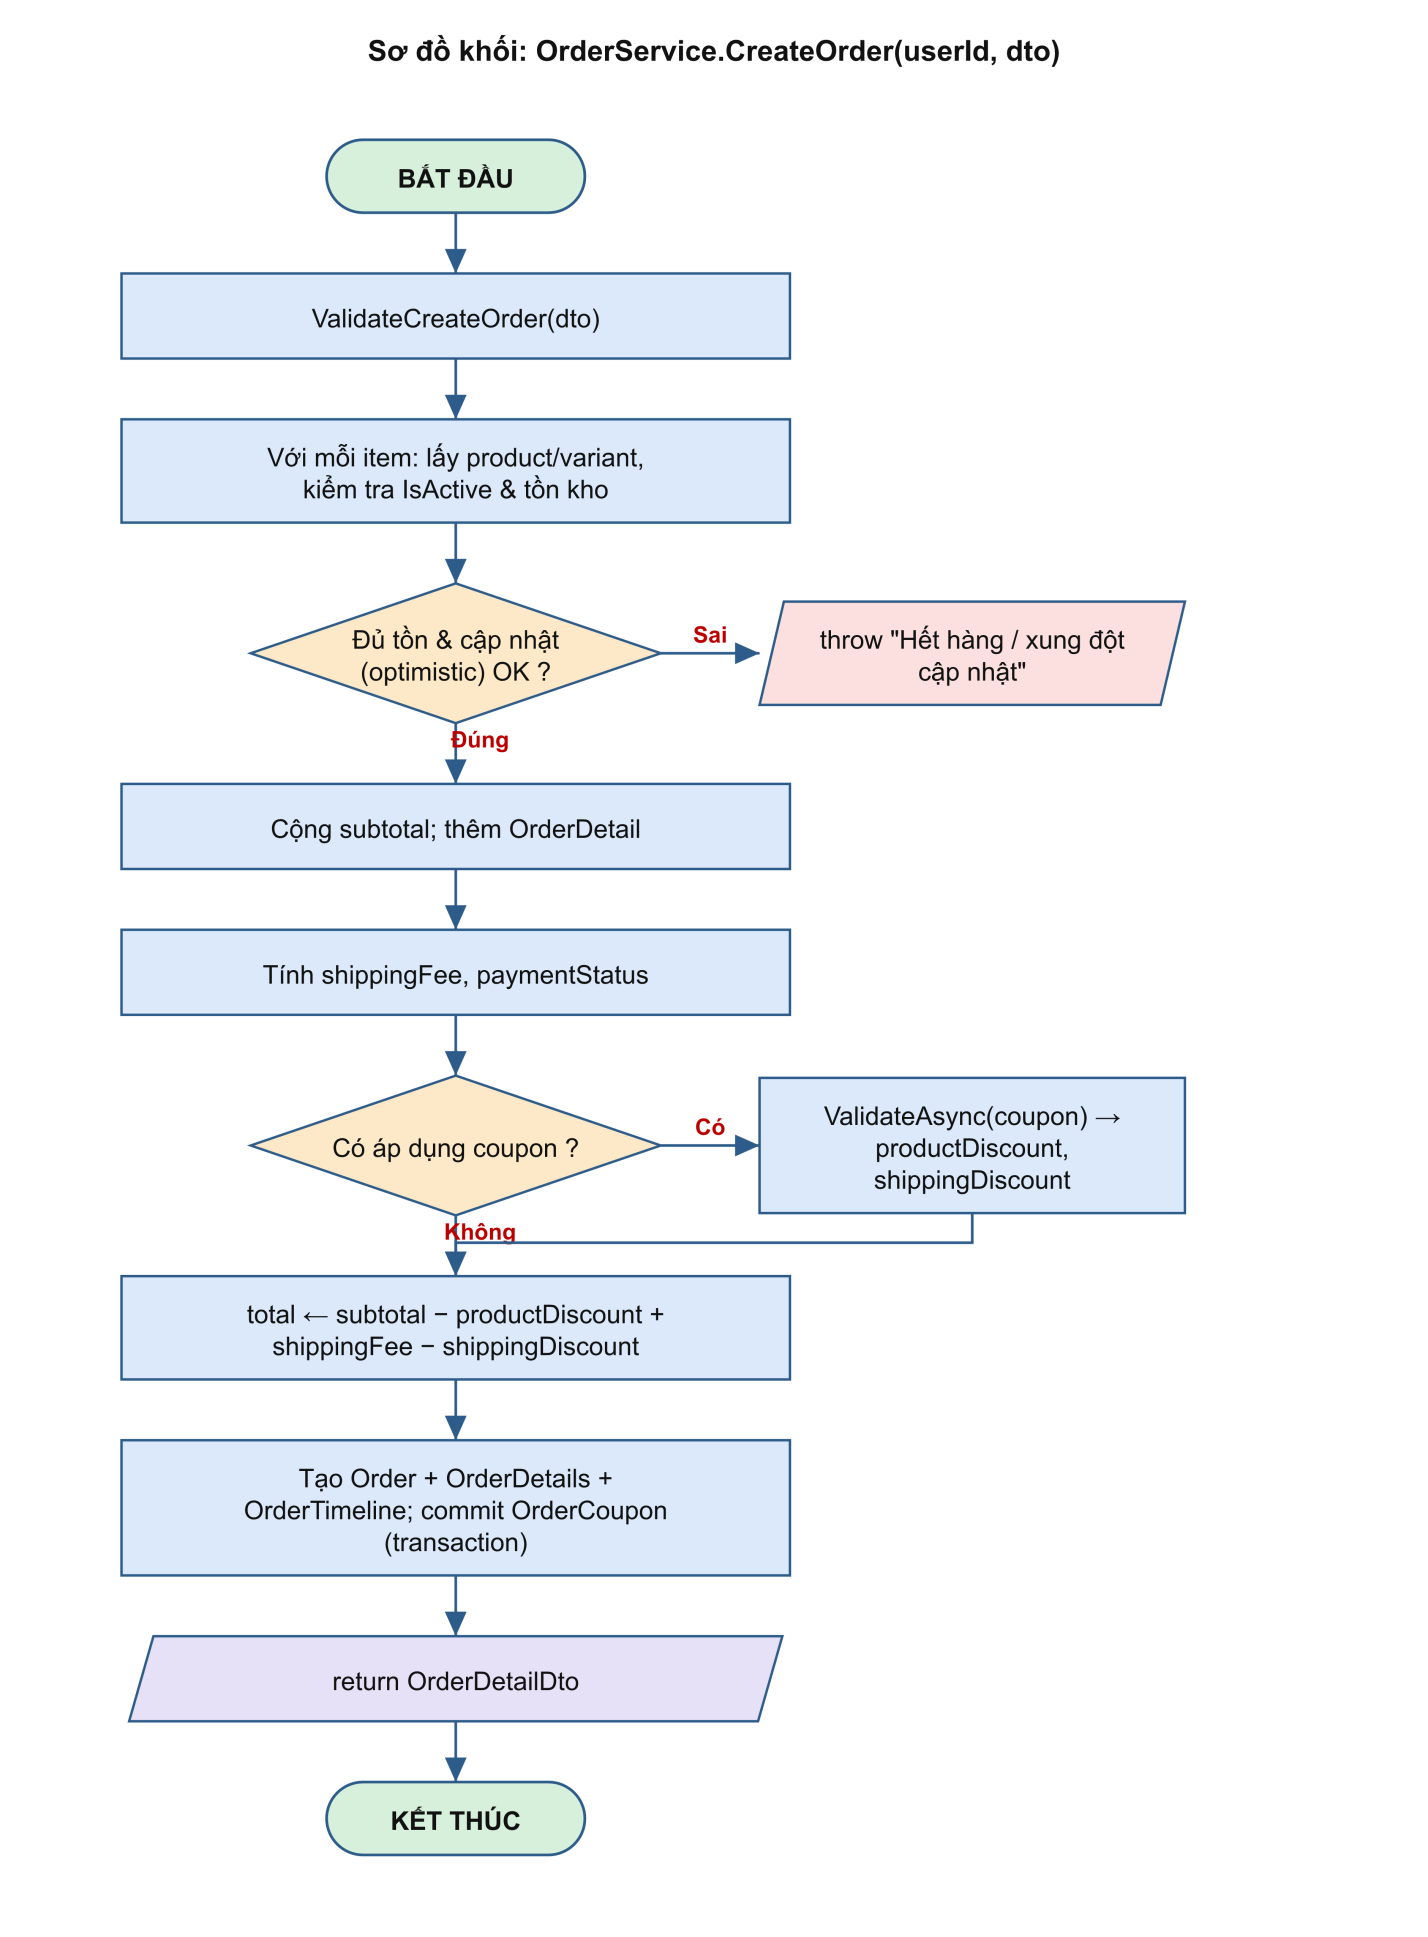 Sơ đồ khối: OrderService.CreateOrder(userId, dto)
BẮT ĐẦU
ValidateCreateOrder(dto)
Với mỗi item: lấy product/variant,
kiểm tra IsActive & tồn kho
Đủ tồn & cập nhật
(optimistic) OK ?
Sai
throw "Hết hàng / xung đột
cập nhật"
Đúng
Cộng subtotal; thêm OrderDetail
Tính shippingFee, paymentStatus
Có áp dụng coupon ?
Có
ValidateAsync(coupon) →
productDiscount,
shippingDiscount
Không
total ← subtotal − productDiscount +
shippingFee − shippingDiscount
Tạo Order + OrderDetails +
OrderTimeline; commit OrderCoupon
(transaction)
return OrderDetailDto
KẾT THÚC